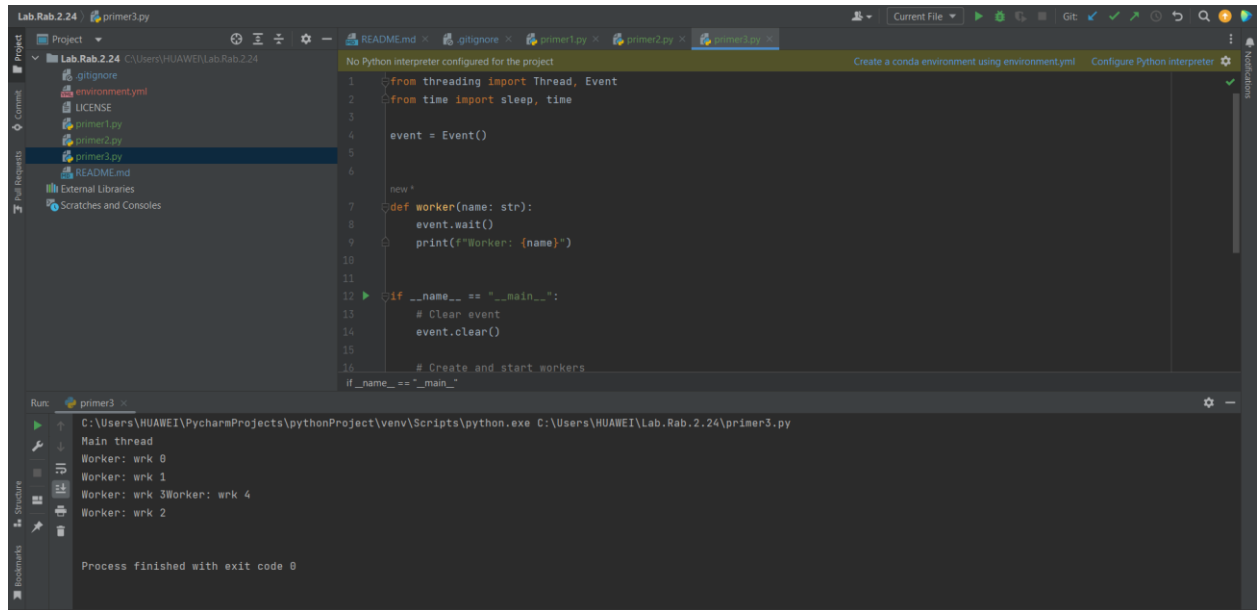 Lab.Rab.2.24 primer3.py
Current File
Git:
Project
Lab.Rab.2.24 C:\Users\HUAWEI\Lab.Rab.2.24
.gitignore
environment.yml
LICENSE
primer1.py
primer2.py
primer3.py
README.md
External Libraries
Scratches and Consoles
Project
Commit
Pull Requests
Structure
Bookmarks
README.md
.gitignore
primer1.py
primer2.py
primer3.py
No Python interpreter configured for the project
Create a conda environment using environment.yml
Configure Python interpreter
Notifications
1 from threading import Thread, Event
2 from time import sleep, time
3
4 event = Event()
5
6
new *
7 def worker(name: str):
8 event.wait()
9 print(f"Worker: {name}")
10
11
12 if __name__ == "__main__":
13 # Clear event
14 event.clear()
15
16 # Create and start workers
if __name__ == "__main__"
Run: primer3
C:\Users\HUAWEI\PycharmProjects\pythonProject\venv\Scripts\python.exe C:\Users\HUAWEI\Lab.Rab.2.24\primer3.py
Main thread
Worker: wrk 0
Worker: wrk 1
Worker: wrk 3Worker: wrk 4
Worker: wrk 2
Process finished with exit code 0